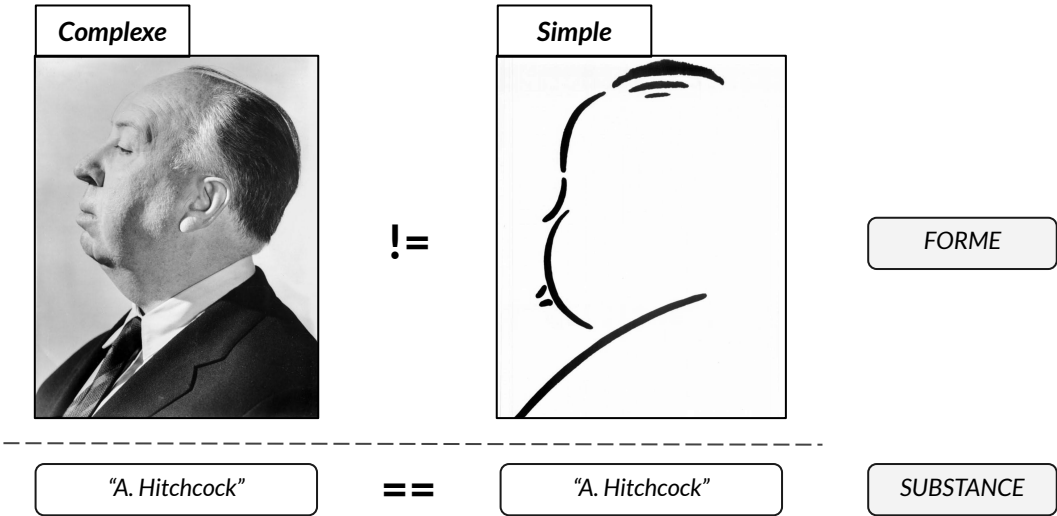 Complexe
Simple
!=
FORME
“A. Hitchcock”
==
“A. Hitchcock”
SUBSTANCE